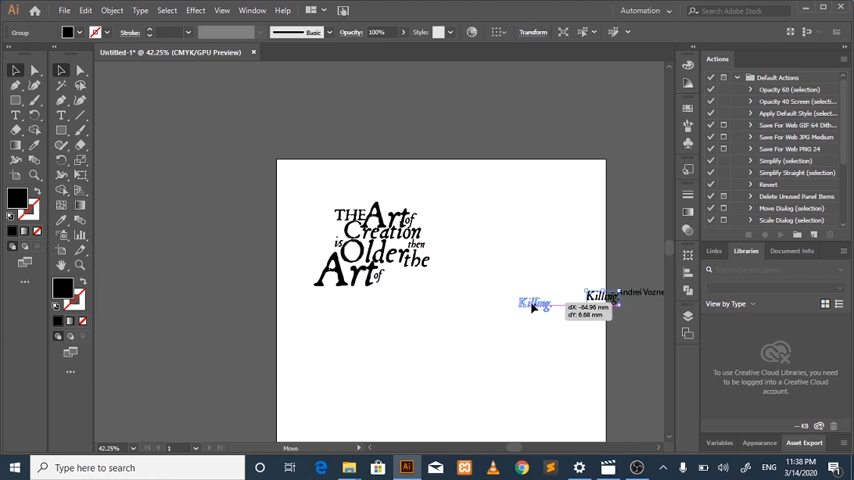 File Edit Object Type Select Effect View Window Help
Automation
Search Adobe Stock
Group
Stroke:
Basic
Opacity: 100%
Style:
Transform
Untitled-1* @ 42.25% (CMYK/GPU Preview)
Actions
Default Actions
Opacity 60 (selection)
Opacity 40 Screen (selecti...
Apply Default Style (select...
Save For Web GIF 64 Dith...
Save For Web JPG Medium
Save For Web PNG 24
Simplify (selection)
Simplify Straight (selection)
Revert
Delete Unused Panel Items
Move Dialog (selection)
Scale Dialog (selection)
THE Art of
Creation
is Older then
the
Art of
Killing.
Killing.
Andrei Vozne
dX: -64.96 mm
dY: 6.68 mm
Links Libraries Document Info
View by Type
To use Creative Cloud Libraries, you
need to be logged into a Creative Cloud
account.
-- KB
Variables Appearance Asset Export
42.25%
1
Move
Type here to search
ENG
11:38 PM
3/14/2020